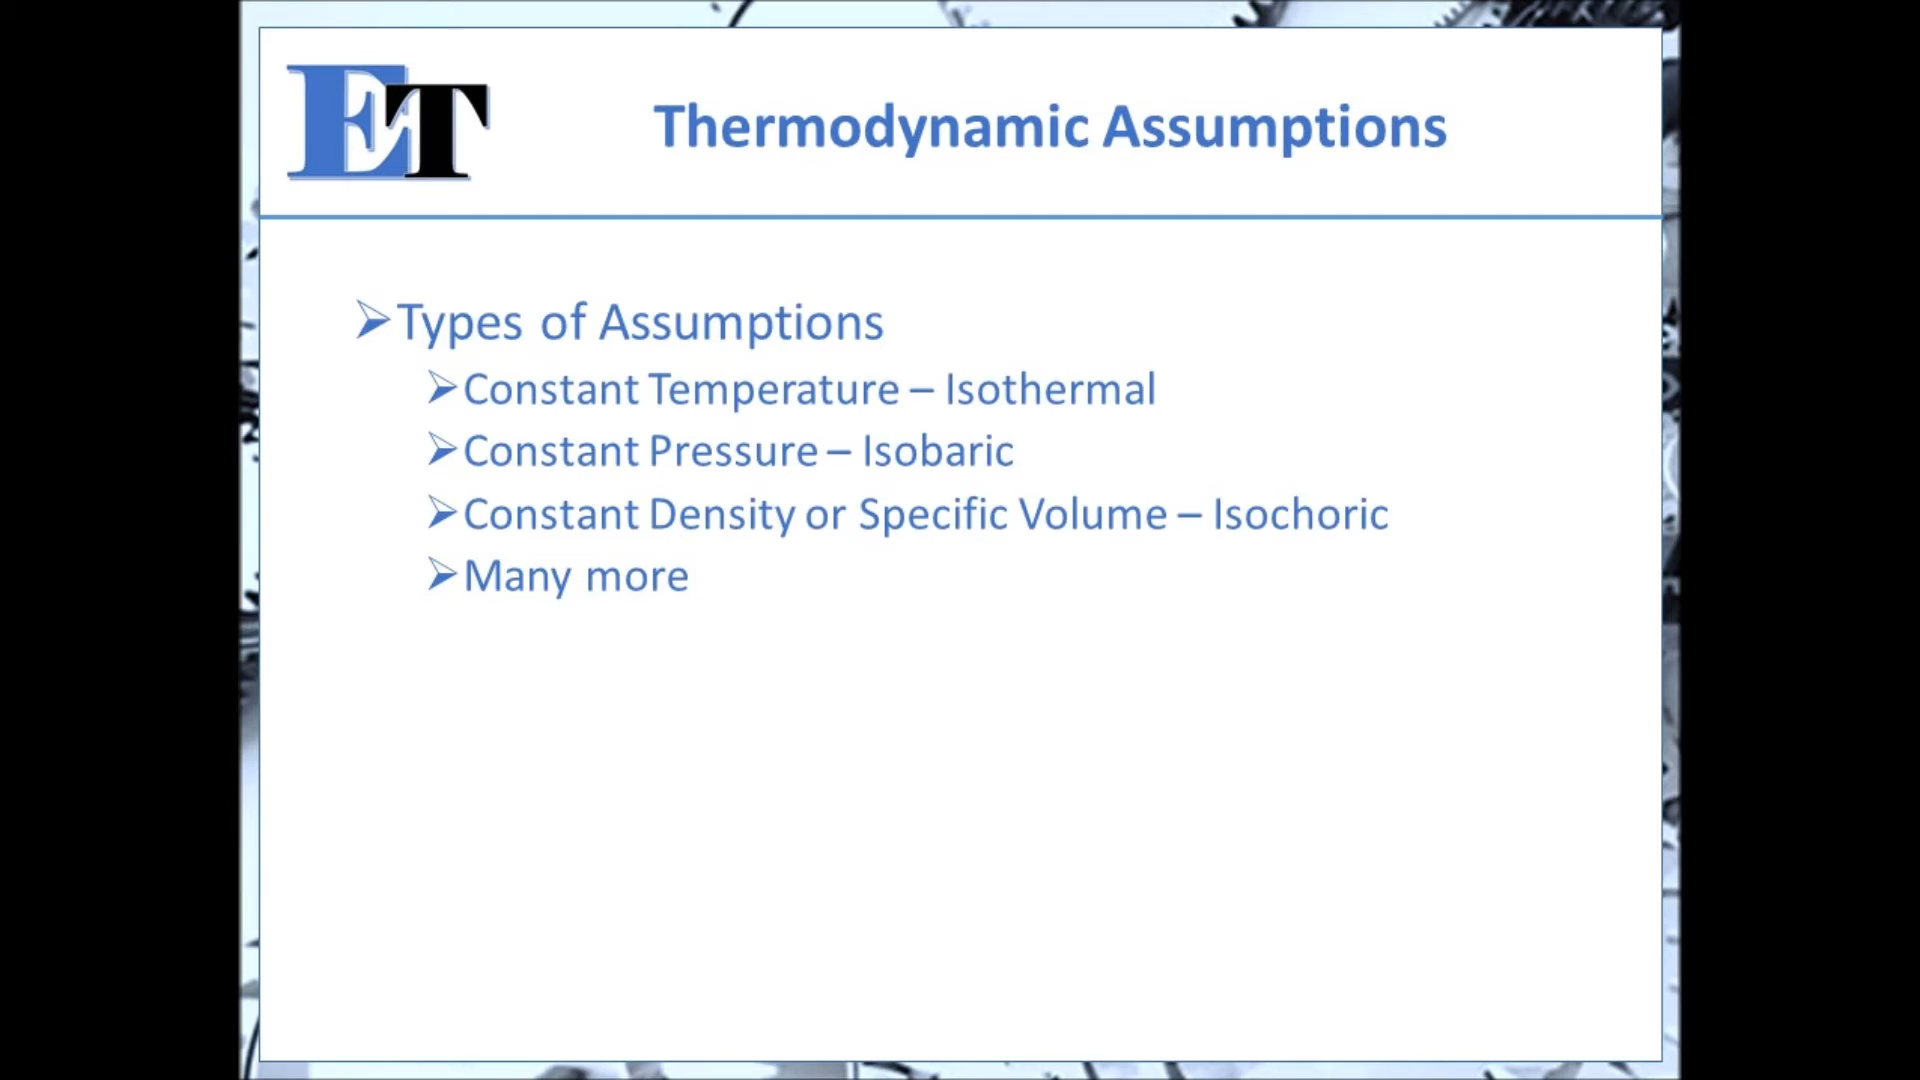 ET
Thermodynamic Assumptions
Types of Assumptions
Constant Temperature – Isothermal
Constant Pressure – Isobaric
Constant Density or Specific Volume – Isochoric
Many more